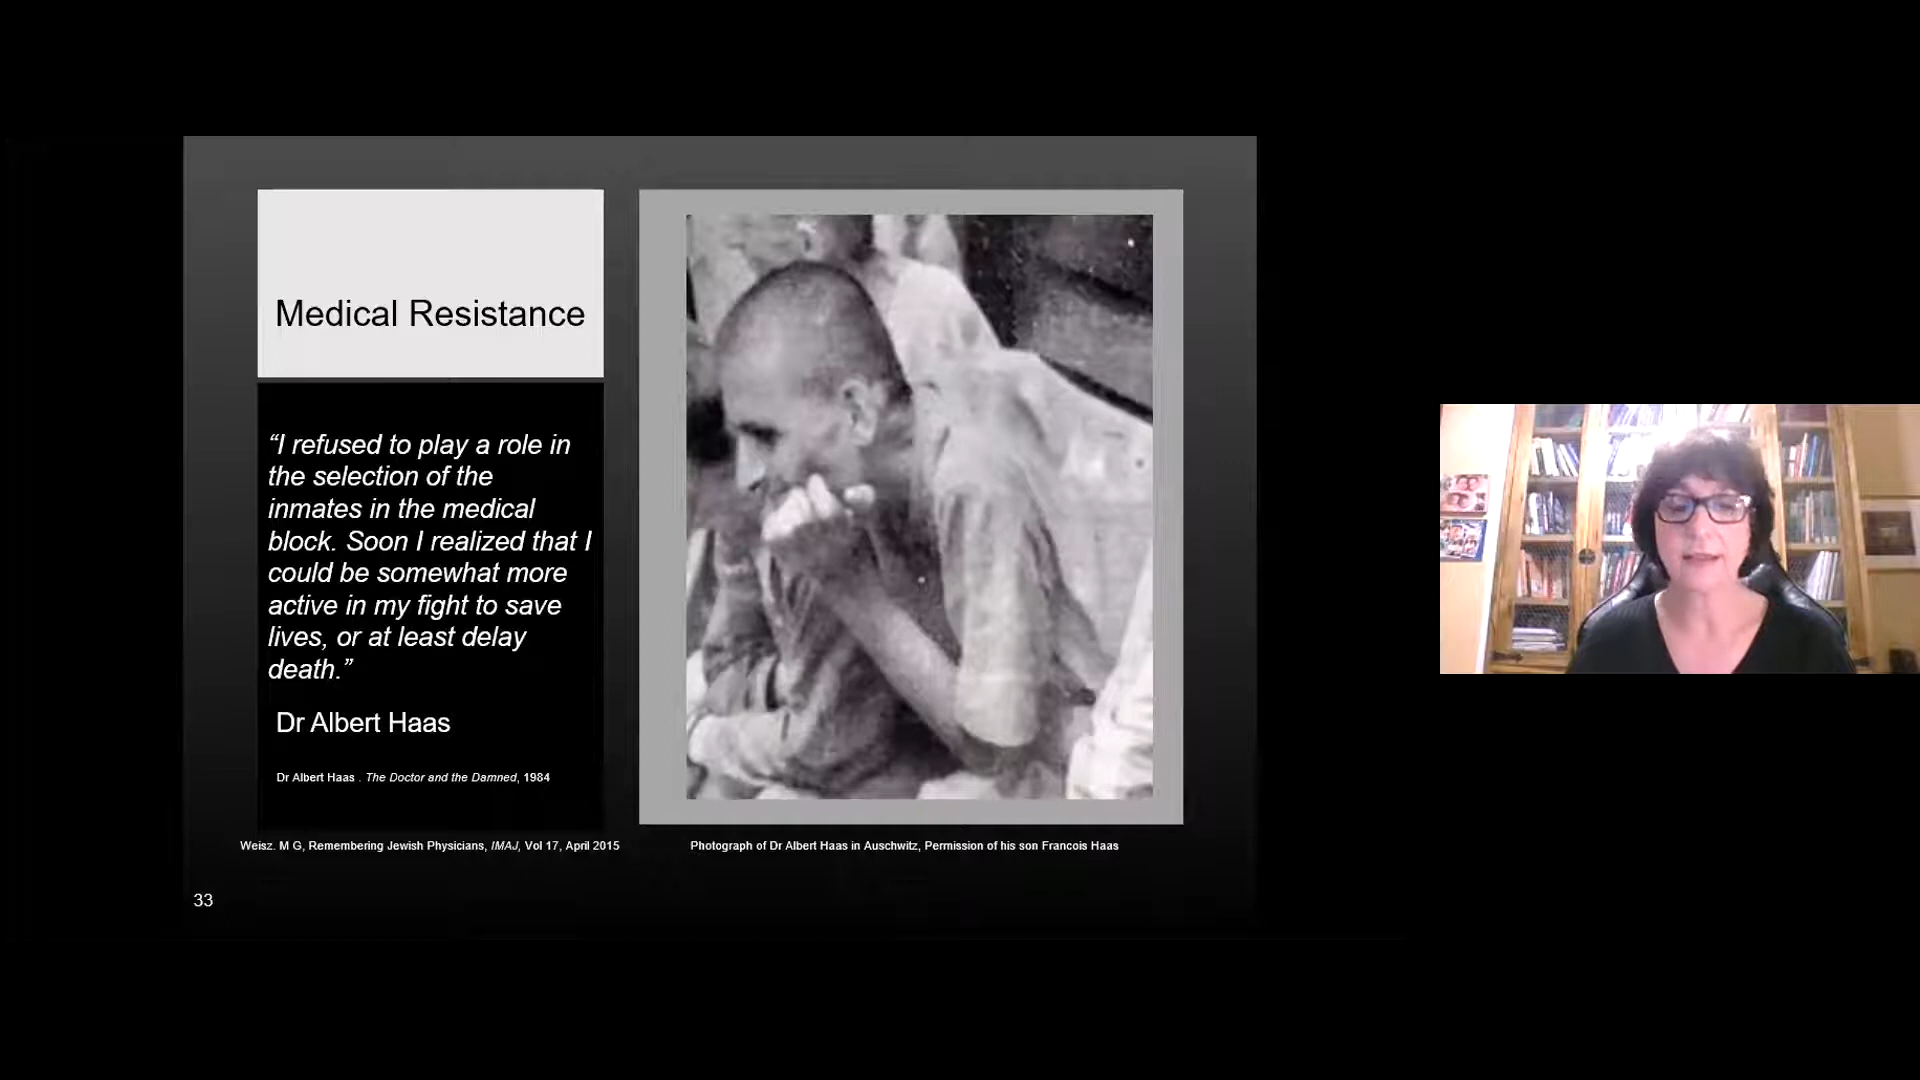 Medical Resistance
“I refused to play a role in
the selection of the
inmates in the medical
block. Soon I realized that I
could be somewhat more
active in my fight to save
lives, or at least delay
death.”
Dr Albert Haas
Dr Albert Haas . The Doctor and the Damned, 1984
Weisz. M G, Remembering Jewish Physicians, IMAJ, Vol 17, April 2015
Photograph of Dr Albert Haas in Auschwitz, Permission of his son Francois Haas
33